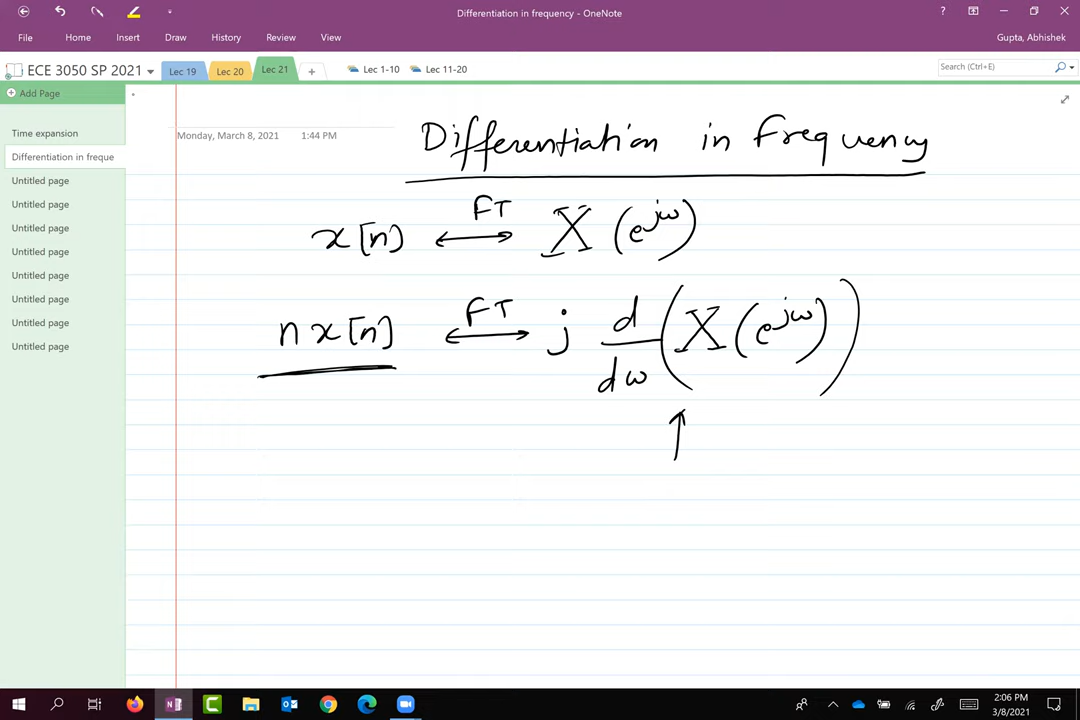 Differentiation in frequency - OneNote
?
File Home Insert Draw History Review View Gupta, Abhishek
ECE 3050 SP 2021 Lec 19 Lec 20 Lec 21 + Lec 1-10 Lec 11-20 Search (Ctrl+E)
Add Page
Time expansion
Differentiation in freque
Untitled page
Untitled page
Untitled page
Untitled page
Untitled page
Untitled page
Untitled page
Untitled page
Monday, March 8, 2021 1:44 PM
Differentiation in Frequency
x[n] ⟷ FT X(e^{jω})
n x[n] ⟷ FT j d/dω (X(e^{jω}))
↑
2:06 PM
3/8/2021